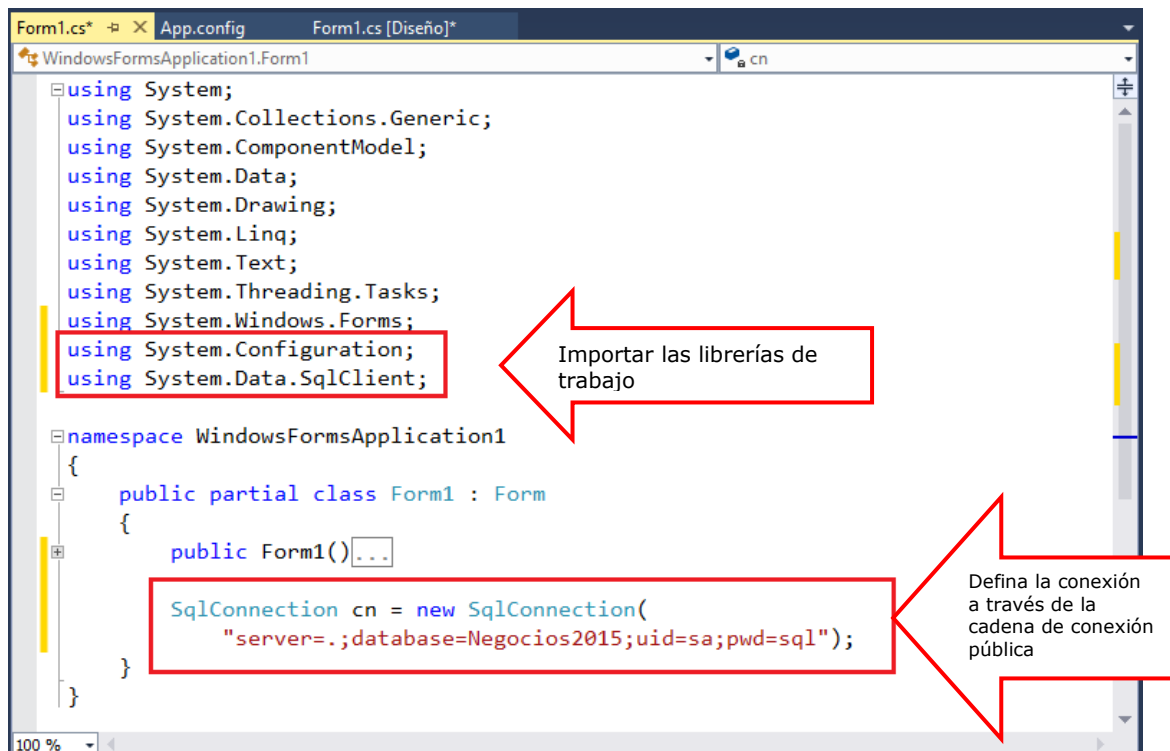 Form1.cs* App.config Form1.cs [Diseño]*
WindowsFormsApplication1.Form1 cn
using System;
using System.Collections.Generic;
using System.ComponentModel;
using System.Data;
using System.Drawing;
using System.Linq;
using System.Text;
using System.Threading.Tasks;
using System.Windows.Forms;
using System.Configuration;
using System.Data.SqlClient;
Importar las librerías de
trabajo
namespace WindowsFormsApplication1
{
public partial class Form1 : Form
{
public Form1()...
SqlConnection cn = new SqlConnection(
"server=.;database=Negocios2015;uid=sa;pwd=sql");
}
}
Defina la conexión
a través de la
cadena de conexión
pública
100 %